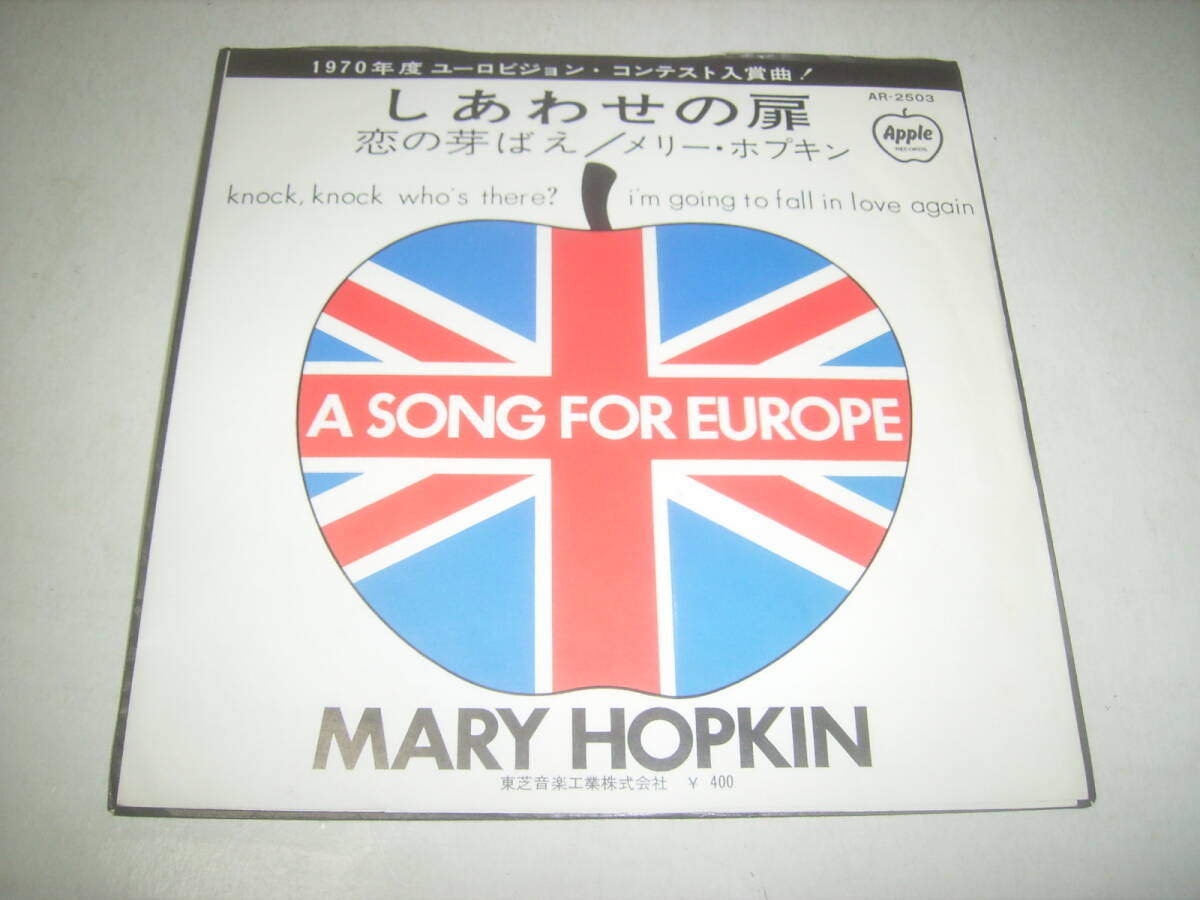 1970年度 ユーロビジョン・コンテスト入賞曲!
しあわせの扉
AR-2503
恋の芽ばえ/メリー・ホプキン
Apple
RECORDS
knock, knock who's there?
i'm going to fall in love again
A SONG FOR EUROPE
MARY HOPKIN
東芝音楽工業株式会社 ¥ 400